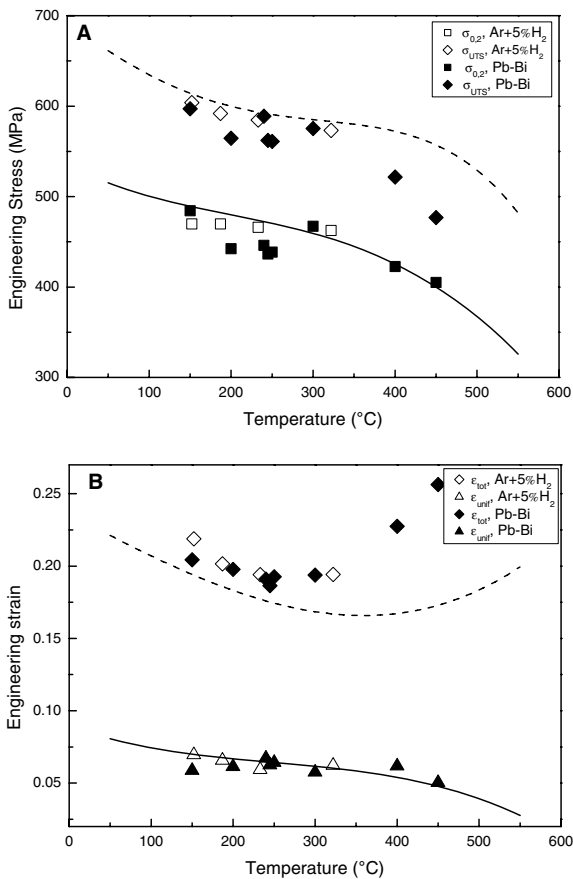 A
σ0,2, Ar+5%H2
σUTS, Ar+5%H2
σ0,2, Pb-Bi
σUTS, Pb-Bi
700
600
500
400
300
Engineering Stress (MPa)
0 100 200 300 400 500 600
Temperature (°C)
B
εtot, Ar+5%H2
εunif, Ar+5%H2
εtot, Pb-Bi
εunif, Pb-Bi
0.25
0.20
0.15
0.10
0.05
Engineering strain
0 100 200 300 400 500 600
Temperature (°C)